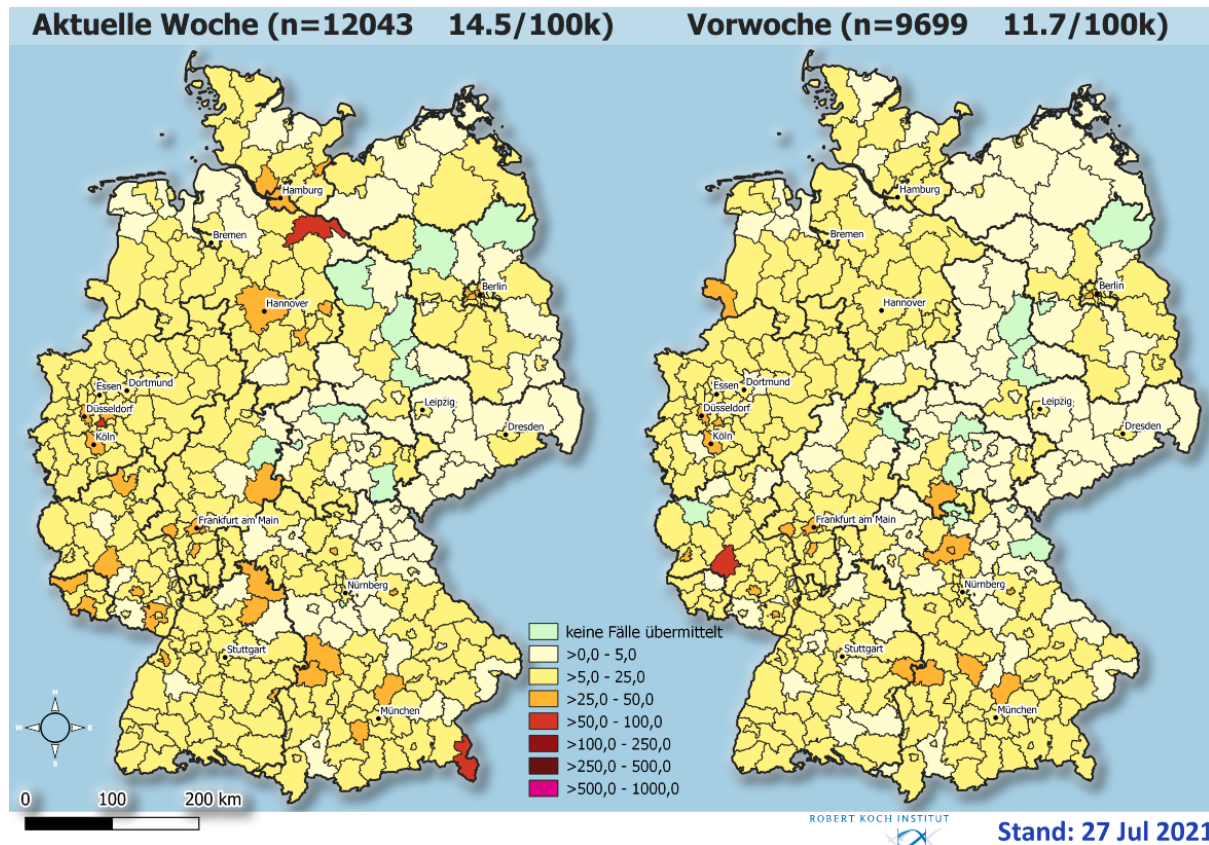 Aktuelle Woche (n=12043 14.5/100k)
Vorwoche (n=9699 11.7/100k)
Hamburg
Bremen
Hannover
Berlin
Essen
Dortmund
Düsseldorf
Köln
Leipzig
Dresden
Frankfurt am Main
Nürnberg
Stuttgart
München
Hamburg
Bremen
Hannover
Berlin
Essen
Dortmund
Düsseldorf
Köln
Leipzig
Dresden
Frankfurt am Main
Nürnberg
Stuttgart
München
keine Fälle übermittelt
>0,0 - 5,0
>5,0 - 25,0
>25,0 - 50,0
>50,0 - 100,0
>100,0 - 250,0
>250,0 - 500,0
>500,0 - 1000,0
N
W
E
S
0 100 200 km
ROBERT KOCH INSTITUT
Stand: 27 Jul 2021